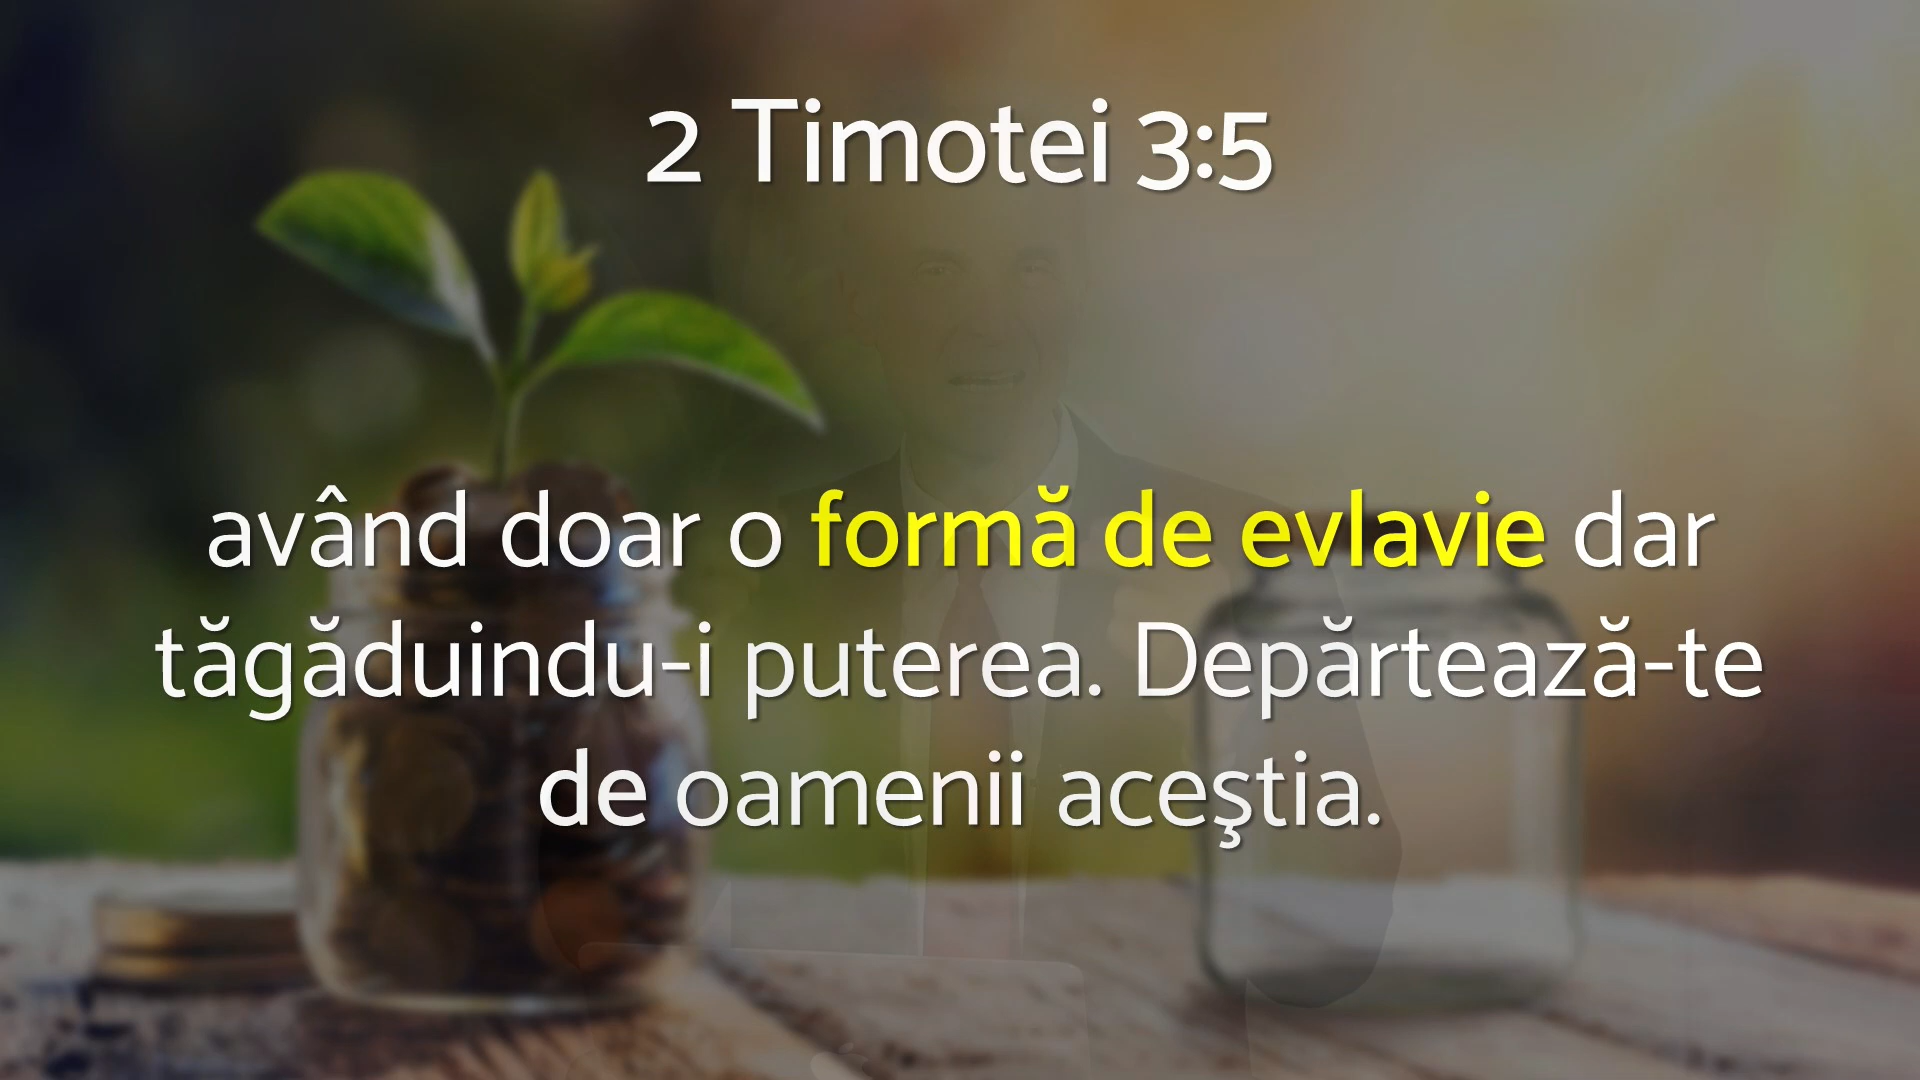 2 Timotei 3:5
având doar o formă de evlavie dar
tăgăduindu-i puterea. Depărtează-te
de oamenii aceştia.